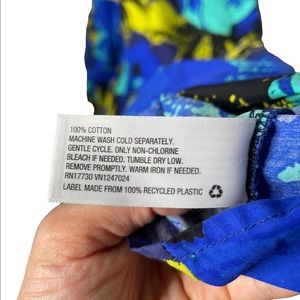 100% COTTON
MACHINE WASH COLD SEPARATELY.
GENTLE CYCLE. ONLY NON-CHLORINE
BLEACH IF NEEDED. TUMBLE DRY LOW.
REMOVE PROMPTLY. WARM IRON IF NEEDED.
RN17730 VN1247024
LABEL MADE FROM 100% RECYCLED PLASTIC